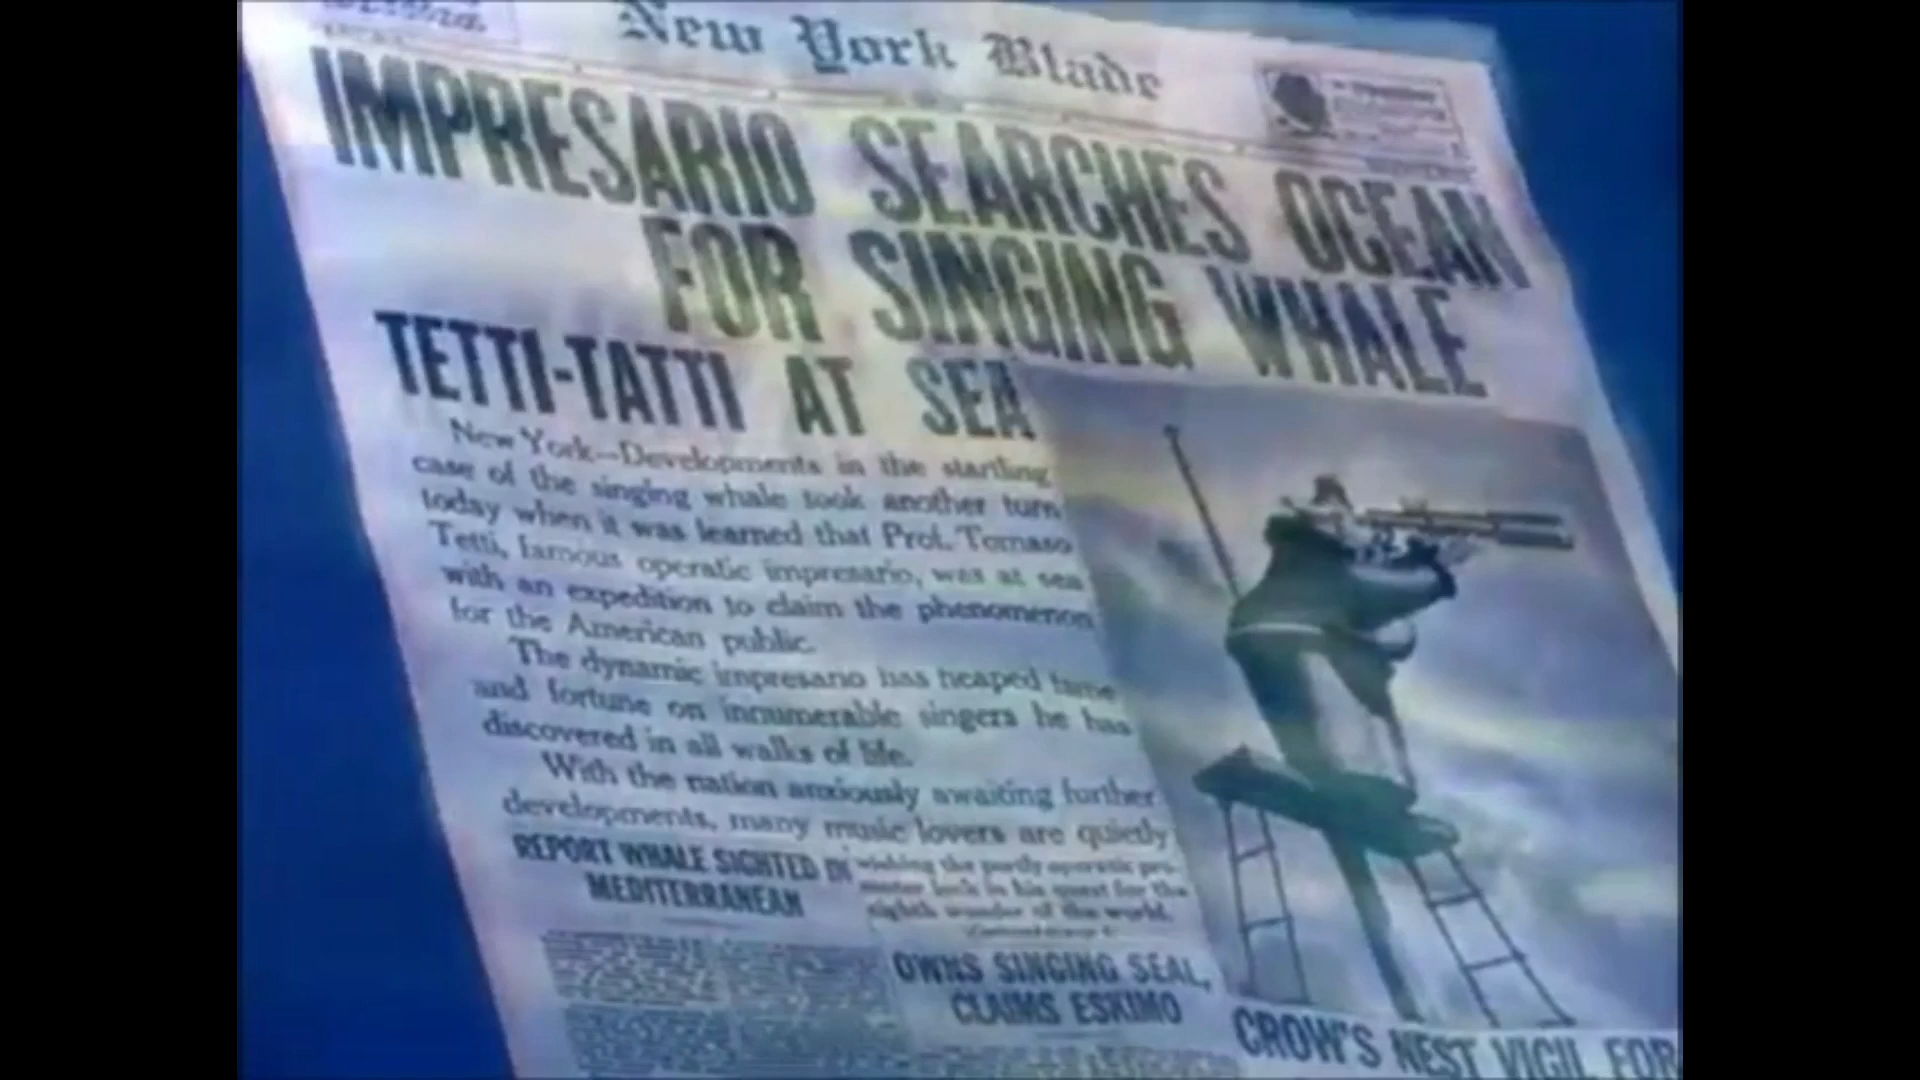 New York Blade
IMPRESARIO SEARCHES OCEAN
FOR SINGING WHALE
TETTI-TATTI AT SEA
New York—Developments in the startling
case of the singing whale took another turn
today when it was learned that Prof. Tomaso
Tetti, famous operatic impresario, was at sea
with an expedition to claim the phenomenon
for the American public.
The dynamic impresario has heaped fame
and fortune on innumerable singers he has
discovered in all walks of life.
With the nation anxiously awaiting further
developments, many music lovers are quietly
wishing the portly operatic pro-
moter luck in his quest for the
eighth wonder of the world.
REPORT WHALE SIGHTED IN
MEDITERRANEAN
OWNS SINGING SEAL,
CLAIMS ESKIMO
CROW'S NEST VIGIL FOR